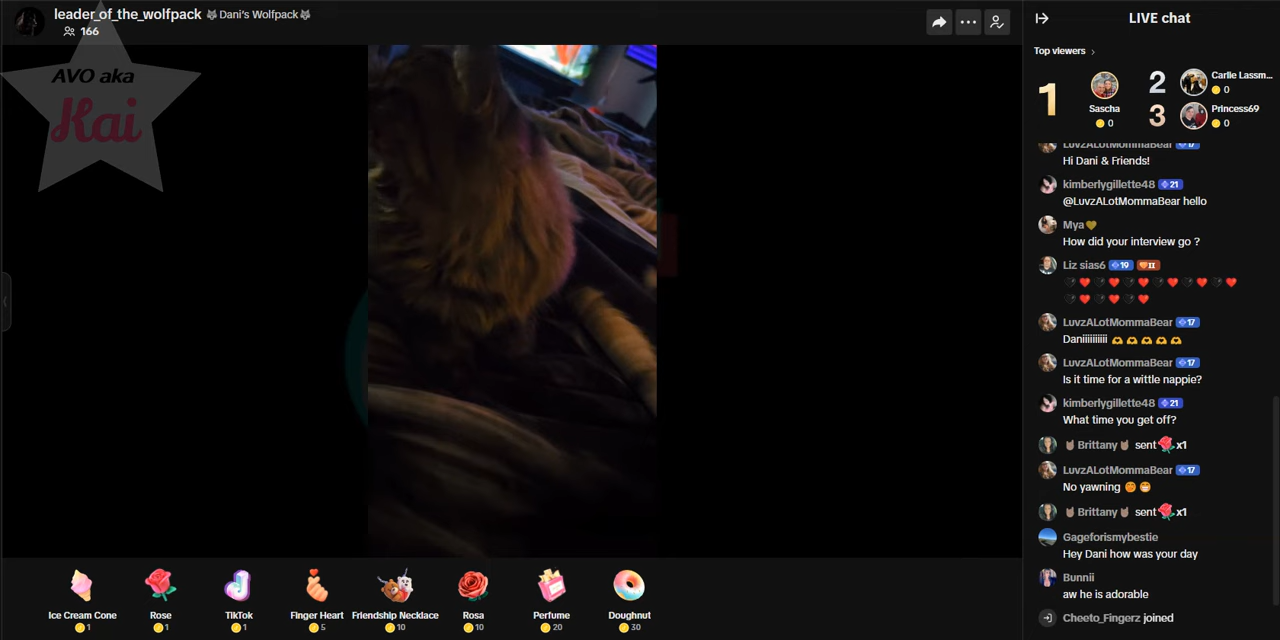 leader_of_the_wolfpack 🐺Dani's Wolfpack🐺
166
AVO aka
Kai
LIVE chat
Top viewers
1
Sascha
0
2
Carlie Lassm...
0
3
Princess69
0
LuvzALotMommaBear 17
Hi Dani & Friends!
kimberlygillette48 21
@LuvzALotMommaBear hello
Mya
How did your interview go ?
Liz sias6 19 II
LuvzALotMommaBear 17
Daniiiiiiiiiii
LuvzALotMommaBear 17
Is it time for a wittle nappie?
kimberlygillette48 21
What time you get off?
Brittany sent x1
LuvzALotMommaBear 17
No yawning
Brittany sent x1
Gageforismybestie
Hey Dani how was your day
Bunnii
aw he is adorable
Cheeto_Fingerz joined
Ice Cream Cone
1
Rose
1
TikTok
1
Finger Heart
5
Friendship Necklace
10
Rosa
10
Perfume
20
Doughnut
30